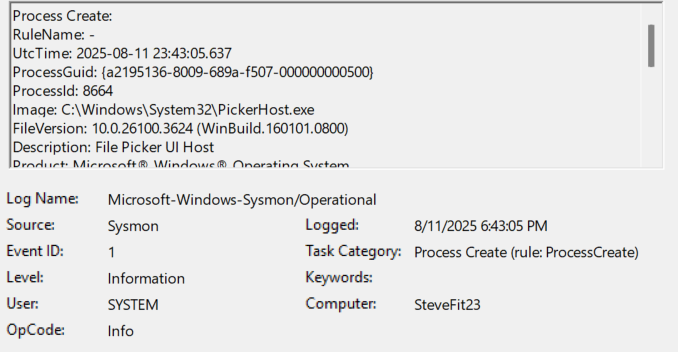 Process Create:
RuleName: -
UtcTime: 2025-08-11 23:43:05.637
ProcessGuid: {a2195136-8009-689a-f507-000000000500}
ProcessId: 8664
Image: C:\Windows\System32\PickerHost.exe
FileVersion: 10.0.26100.3624 (WinBuild.160101.0800)
Description: File Picker UI Host
Product: Microsoft® Windows® Operating System
Log Name: Microsoft-Windows-Sysmon/Operational
Source: Sysmon Logged: 8/11/2025 6:43:05 PM
Event ID: 1 Task Category: Process Create (rule: ProcessCreate)
Level: Information Keywords:
User: SYSTEM Computer: SteveFit23
OpCode: Info